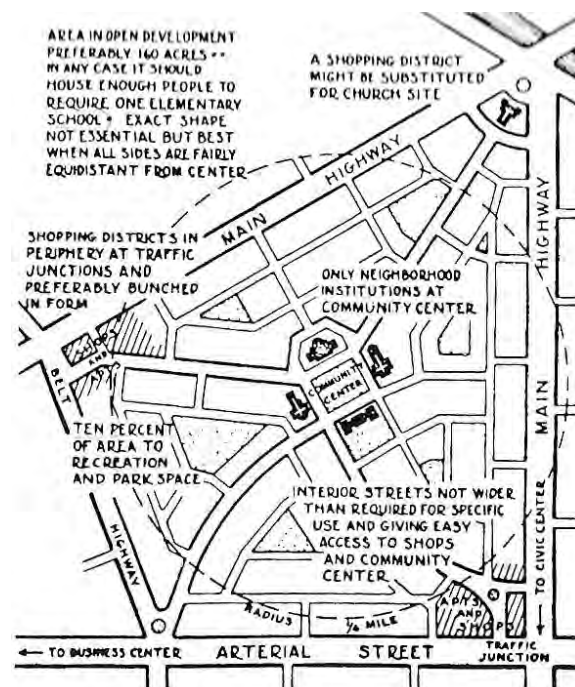 AREA IN OPEN DEVELOPMENT
PREFERABLY 160 ACRES ••
IN ANY CASE IT SHOULD
HOUSE ENOUGH PEOPLE TO
REQUIRE ONE ELEMENTARY
SCHOOL • EXACT SHAPE
NOT ESSENTIAL BUT BEST
WHEN ALL SIDES ARE FAIRLY
EQUIDISTANT FROM CENTER
A SHOPPING DISTRICT
MIGHT BE SUBSTITUTED
FOR CHURCH SITE
MAIN HIGHWAY
HIGHWAY
MAIN
SHOPPING DISTRICTS IN
PERIPHERY AT TRAFFIC
JUNCTIONS AND
PREFERABLY BUNCHED
IN FORM
ONLY NEIGHBORHOOD
INSTITUTIONS AT
COMMUNITY CENTER
SHOPS
AND
APTS
BELT
HIGHWAY
COMMUNITY
CENTER
TEN PERCENT
OF AREA TO
RECREATION
AND PARK SPACE
INTERIOR STREETS NOT WIDER
THAN REQUIRED FOR SPECIFIC
USE AND GIVING EASY
ACCESS TO SHOPS
AND COMMUNITY
CENTER
TO CIVIC CENTER
RADIUS 1/4 MILE
APTS
AND
SHOPS
TRAFFIC
JUNCTION
TO BUSINESS CENTER
ARTERIAL STREET